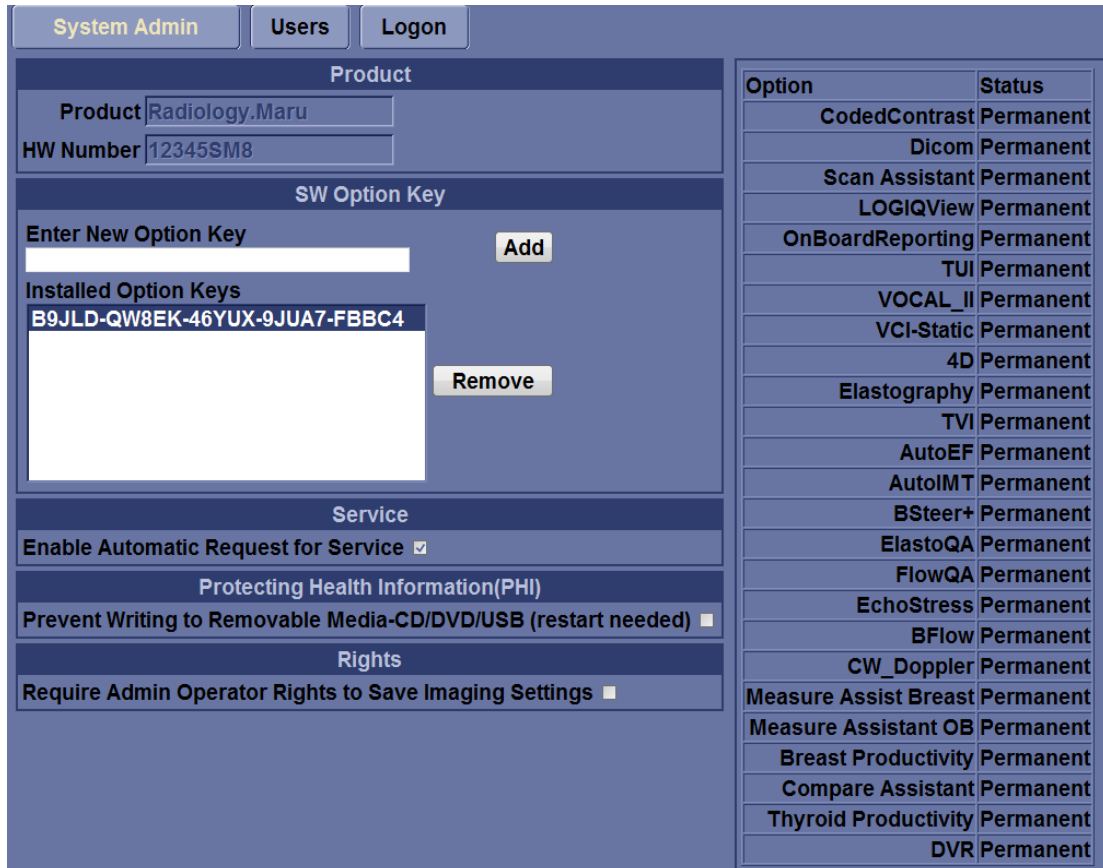 System Admin Users Logon
Product
Product Radiology.Maru
HW Number 12345SM8
SW Option Key
Enter New Option Key
Add
Installed Option Keys
B9JLD-QW8EK-46YUX-9JUA7-FBBC4
Remove
Service
Enable Automatic Request for Service
Protecting Health Information(PHI)
Prevent Writing to Removable Media-CD/DVD/USB (restart needed)
Rights
Require Admin Operator Rights to Save Imaging Settings
Option Status
CodedContrast Permanent
Dicom Permanent
Scan Assistant Permanent
LOGIQView Permanent
OnBoardReporting Permanent
TUI Permanent
VOCAL_II Permanent
VCI-Static Permanent
4D Permanent
Elastography Permanent
TVI Permanent
AutoEF Permanent
AutoIMT Permanent
BSteer+ Permanent
ElastoQA Permanent
FlowQA Permanent
EchoStress Permanent
BFlow Permanent
CW_Doppler Permanent
Measure Assist Breast Permanent
Measure Assistant OB Permanent
Breast Productivity Permanent
Compare Assistant Permanent
Thyroid Productivity Permanent
DVR Permanent